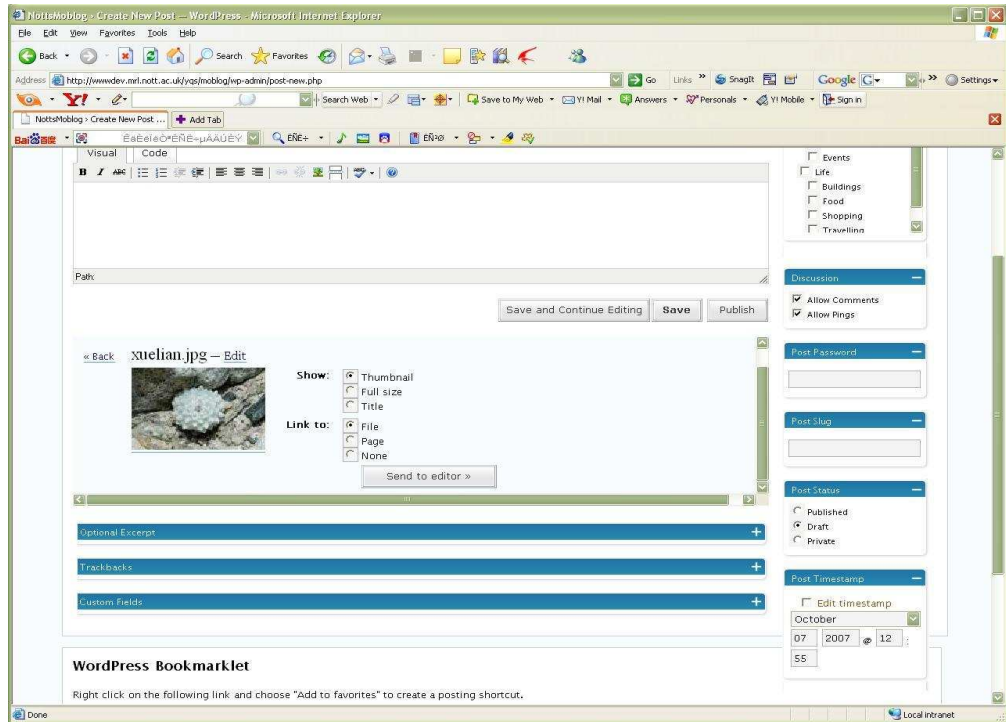 NottsMoblog › Create New Post — WordPress - Microsoft Internet Explorer
File Edit View Favorites Tools Help
Back Search Favorites
Address http://wwwdev.mrl.nott.ac.uk/yqs/moblog/wp-admin/post-new.php Go Links » SnagIt Google G » Settings
Y! Search Web Save to My Web Y! Mail Answers Personals Y! Mobile Sign in
NottsMoblog › Create New Post ... Add Tab
Bai百度
Visual Code
B I ABC
Path:
Save and Continue Editing Save Publish
« Back xuelian.jpg — Edit
Show: Thumbnail
Full size
Title
Link to: File
Page
None
Send to editor »
Optional Excerpt
Trackbacks
Custom Fields
WordPress Bookmarklet
Right click on the following link and choose "Add to favorites" to create a posting shortcut.
Events
Life
Buildings
Food
Shopping
Travelling
Discussion
Allow Comments
Allow Pings
Post Password
Post Slug
Post Status
Published
Draft
Private
Post Timestamp
Edit timestamp
October
07 2007 @ 12 :
55
Done Local intranet